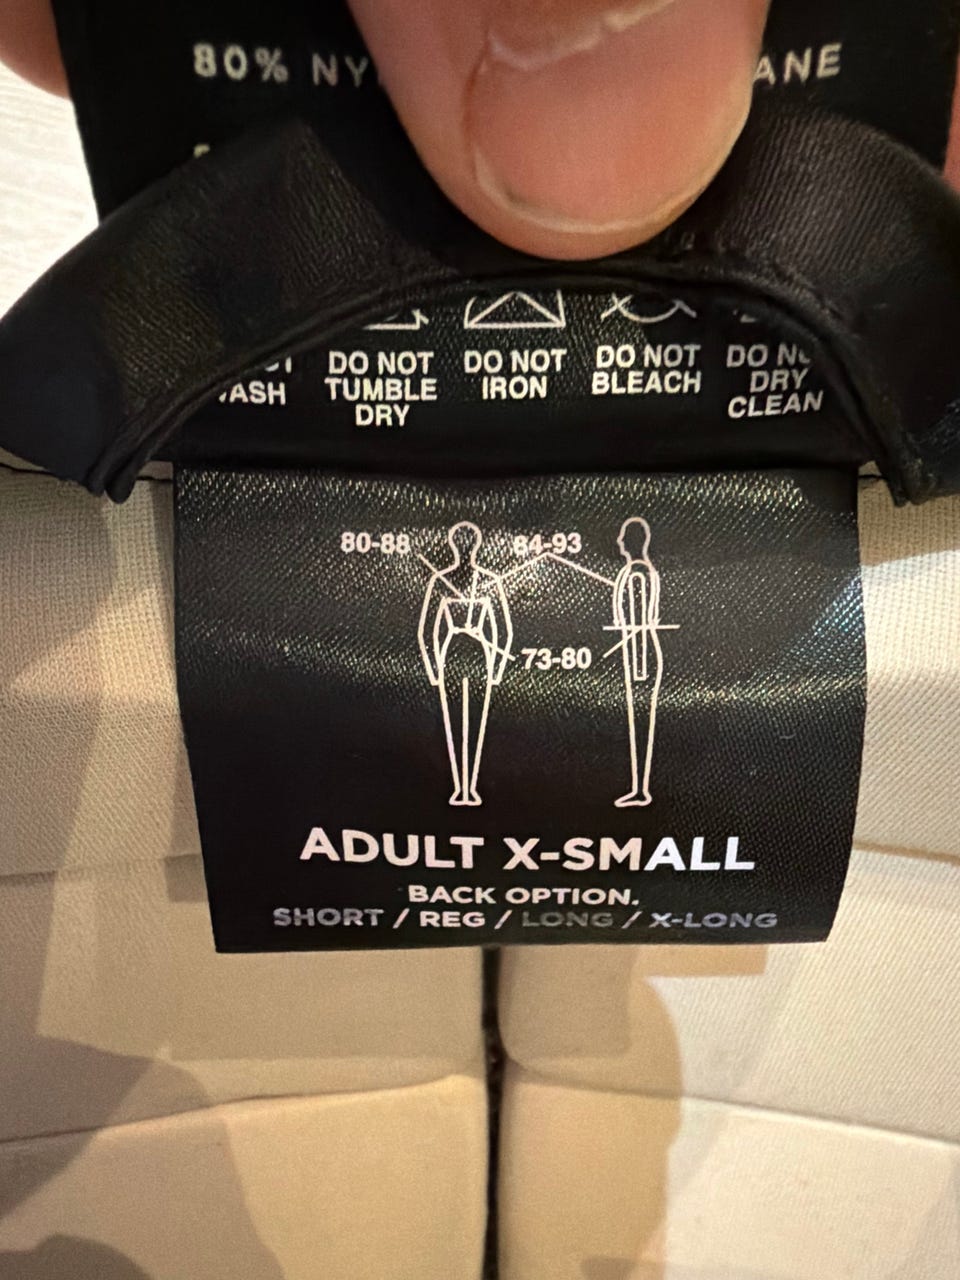 80% NY
ANE
DO NOT TUMBLE DRY
DO NOT IRON
DO NOT BLEACH
DRY CLEAN
80-88
84-93
73-80
ADULT X-SMALL
BACK OPTION.
SHORT / REG / LONG / X-LONG